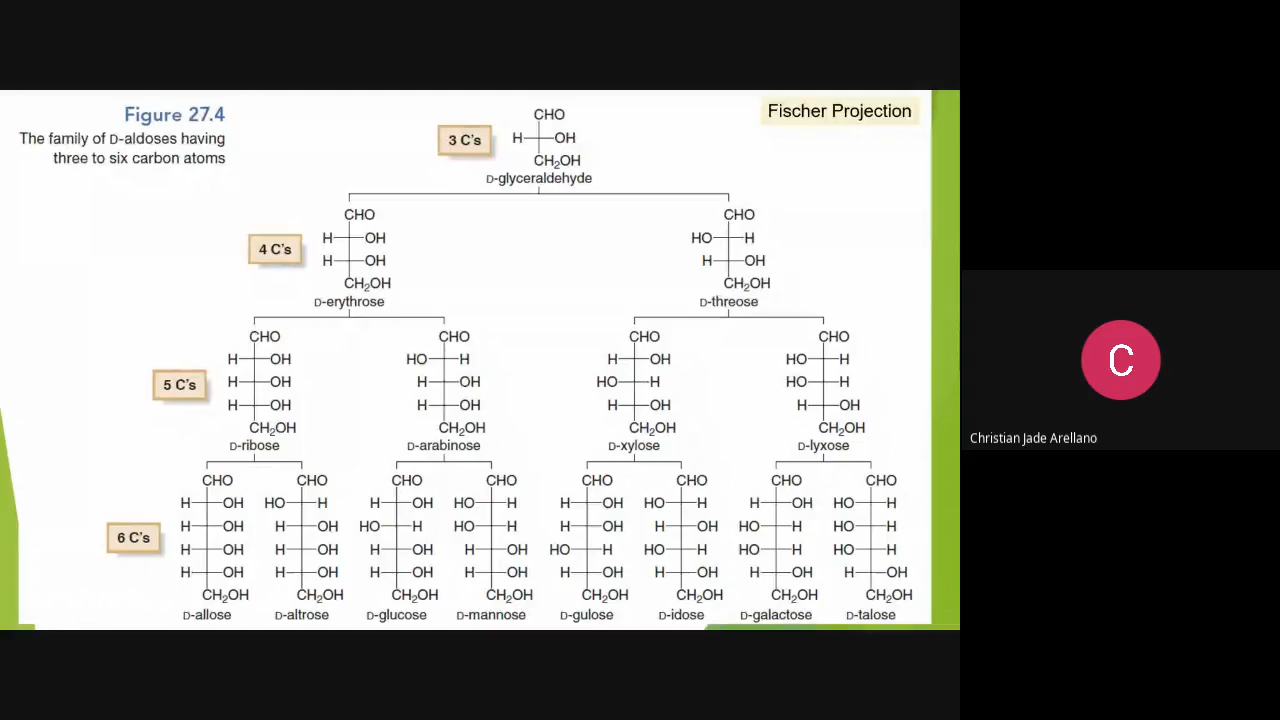 Figure 27.4
The family of D-aldoses having
three to six carbon atoms
Fischer Projection
3 C's
CHO
H OH
CH₂OH
D-glyceraldehyde
4 C's
CHO CHO
H OH HO H
H OH H OH
CH₂OH CH₂OH
D-erythrose D-threose
5 C's
CHO CHO CHO CHO
H OH HO H H OH HO H
H OH H OH HO H HO H
H OH H OH H OH H OH
CH₂OH CH₂OH CH₂OH CH₂OH
D-ribose D-arabinose D-xylose D-lyxose
6 C's
CHO CHO CHO CHO CHO CHO CHO CHO
H OH HO H H OH HO H H OH HO H H OH HO H
H OH H OH HO H HO H H OH H OH HO H HO H
H OH H OH H OH H OH HO H HO H HO H HO H
H OH H OH H OH H OH H OH H OH H OH H OH
CH₂OH CH₂OH CH₂OH CH₂OH CH₂OH CH₂OH CH₂OH CH₂OH
D-allose D-altrose D-glucose D-mannose D-gulose D-idose D-galactose D-talose
C
Christian Jade Arellano